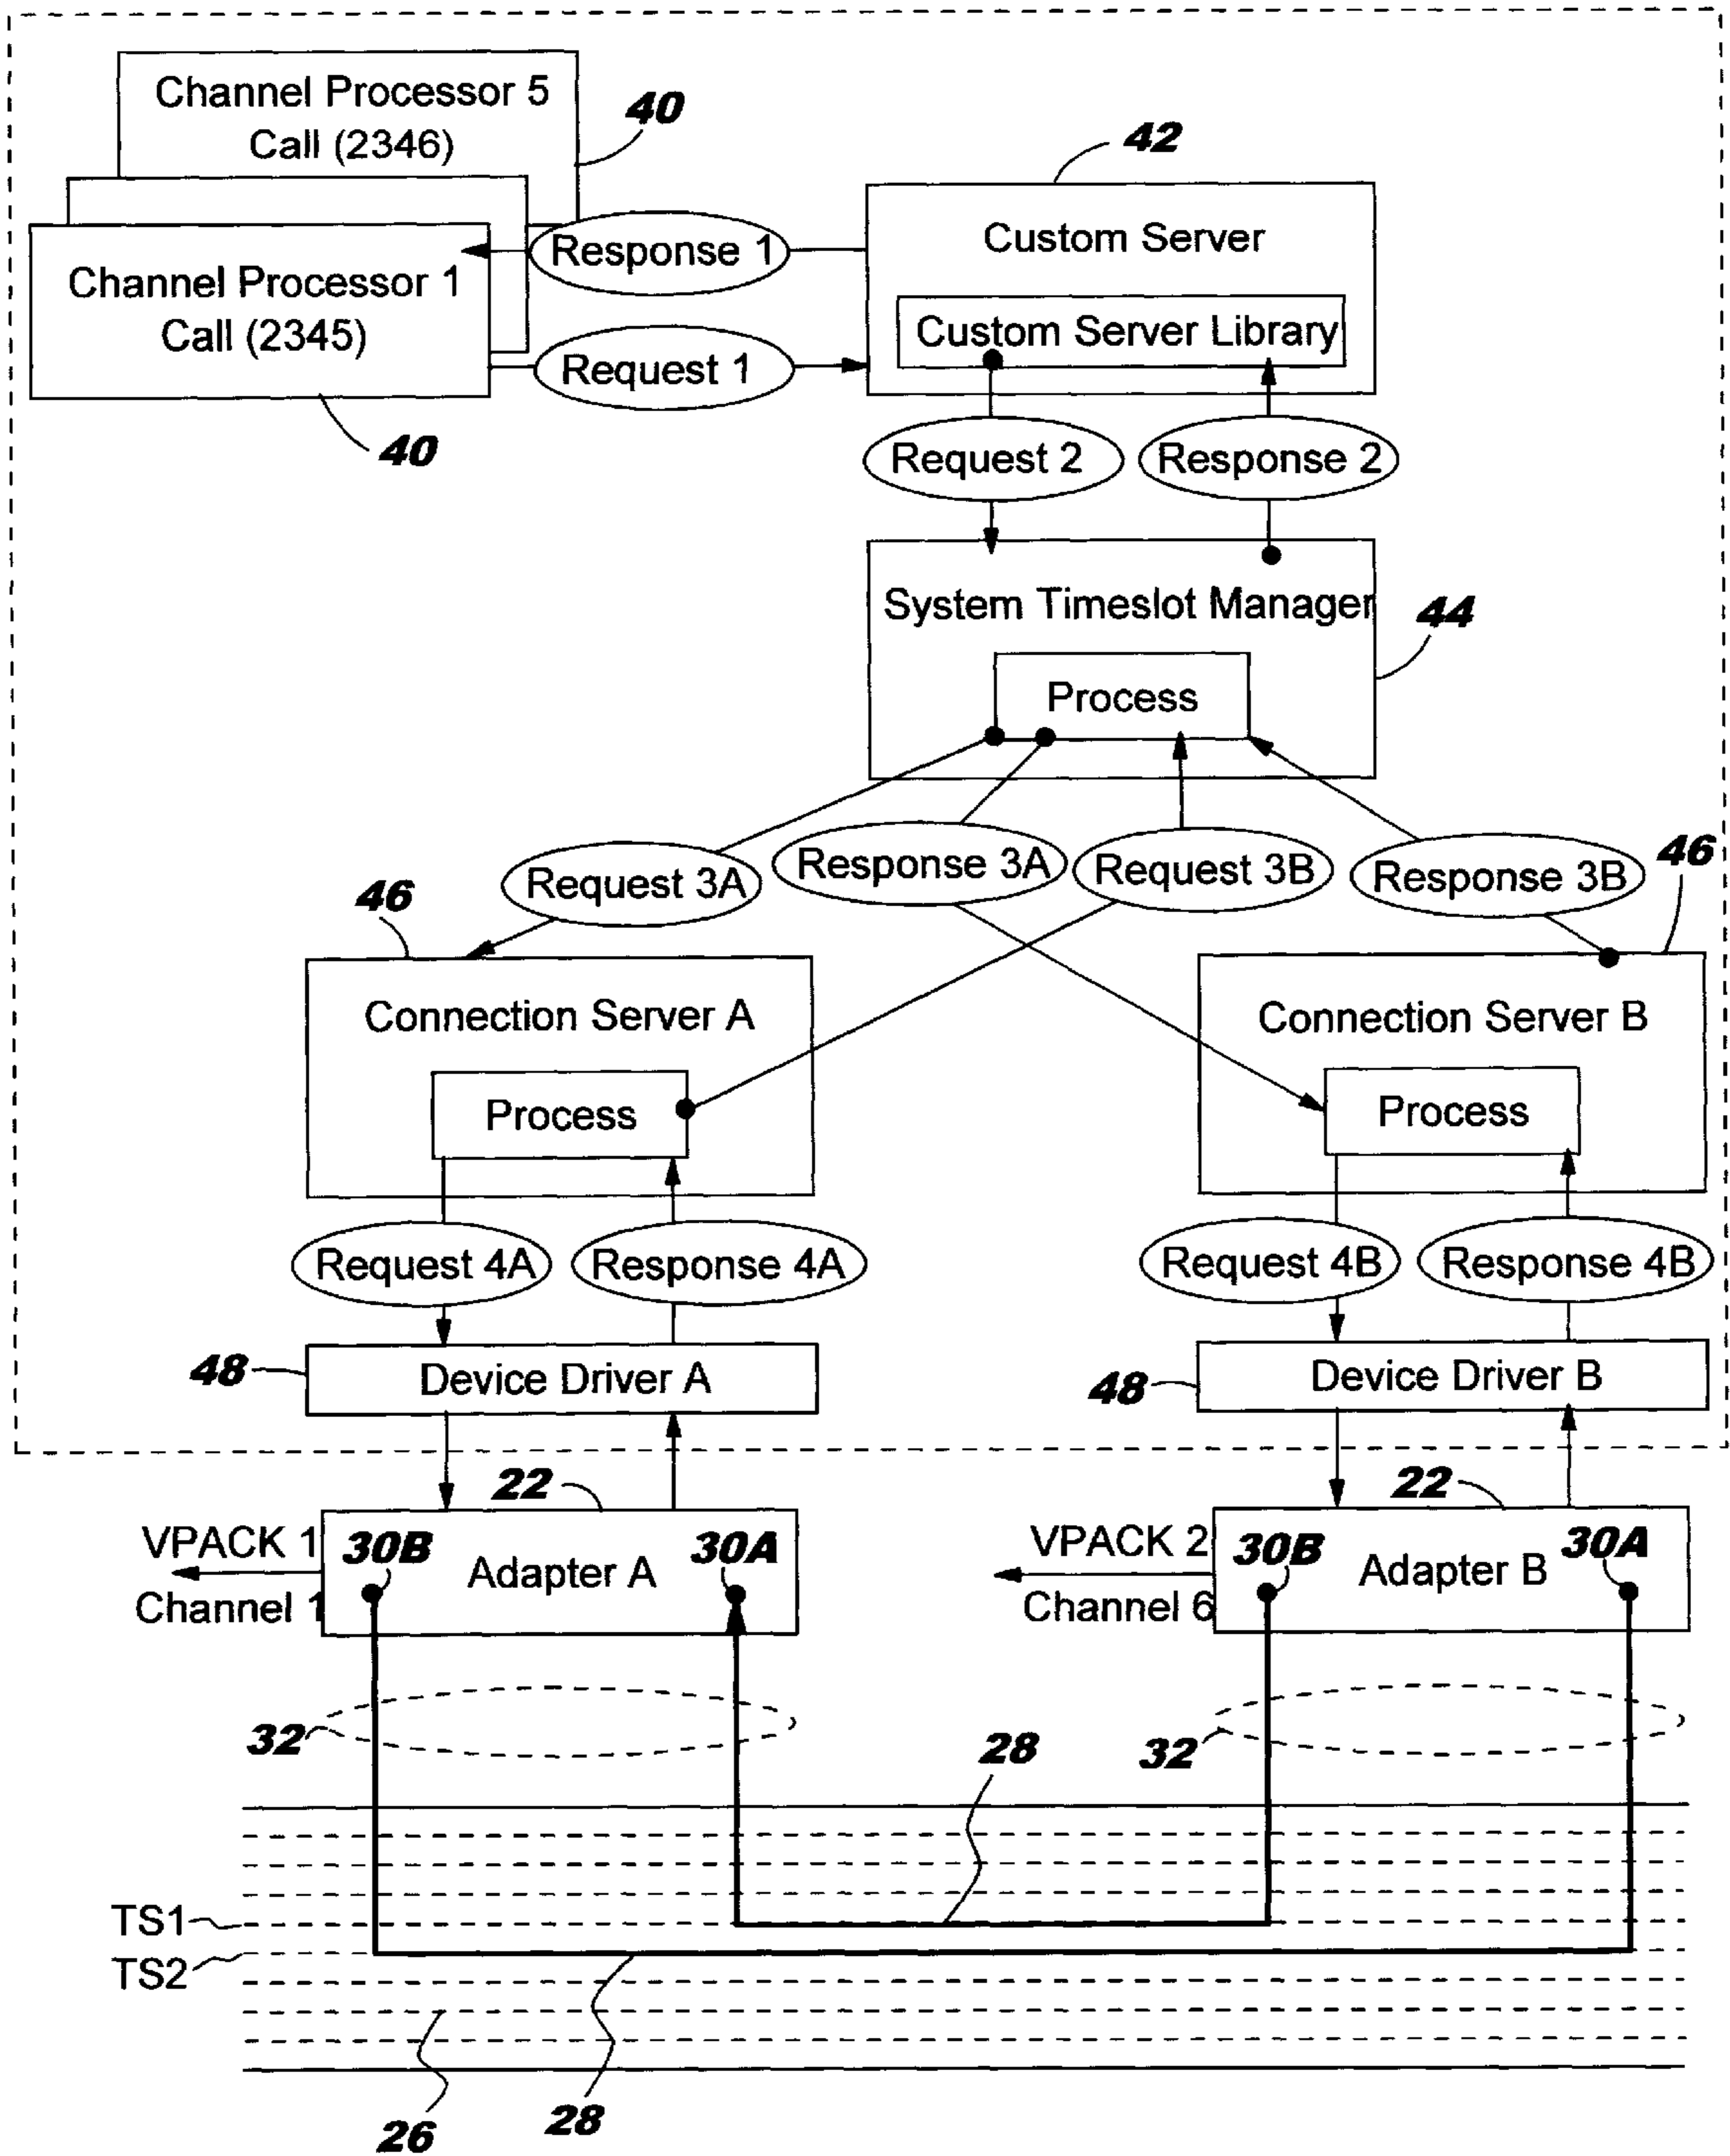 Channel Processor 5
Call (2346)
40
42
Channel Processor 1
Call (2345)
40
Response 1
Request 1
Custom Server
Custom Server Library
Request 2
Response 2
System Timeslot Manager
44
Process
Request 3A
Response 3A
Request 3B
Response 3B
46
46
Connection Server A
Process
Connection Server B
Process
Request 4A
Response 4A
Request 4B
Response 4B
48
Device Driver A
48
Device Driver B
22
22
VPACK 1
Channel 1
30B
Adapter A
30A
VPACK 2
Channel 6
30B
Adapter B
30A
32
32
28
TS1
TS2
26
28